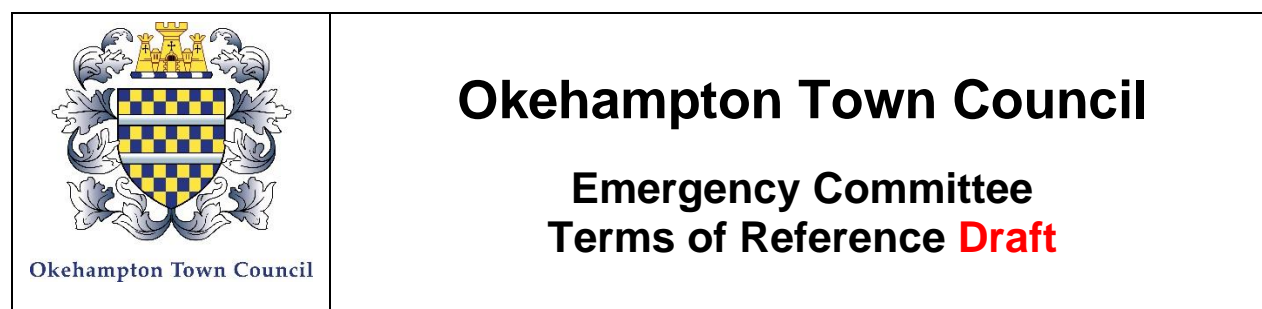 Okehampton Town Council
Okehampton Town Council
Emergency Committee
Terms of Reference Draft